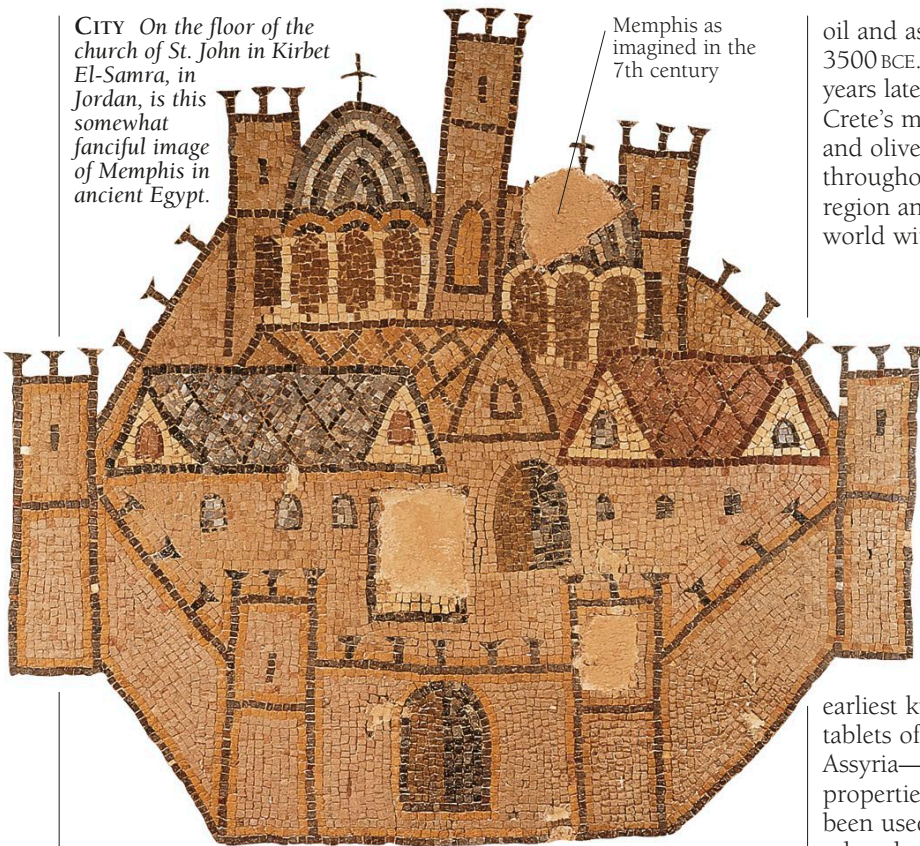 CITY On the floor of the
church of St. John in Kirbet
El-Samra, in
Jordan, is this
somewhat
fanciful image
of Memphis in
ancient Egypt.
Memphis as
imagined in the
7th century
oil and as
3500 BCE.
years late
Crete's m
and olive
througho
region an
world wi
earliest k
tablets of
Assyria—
propertie
been used